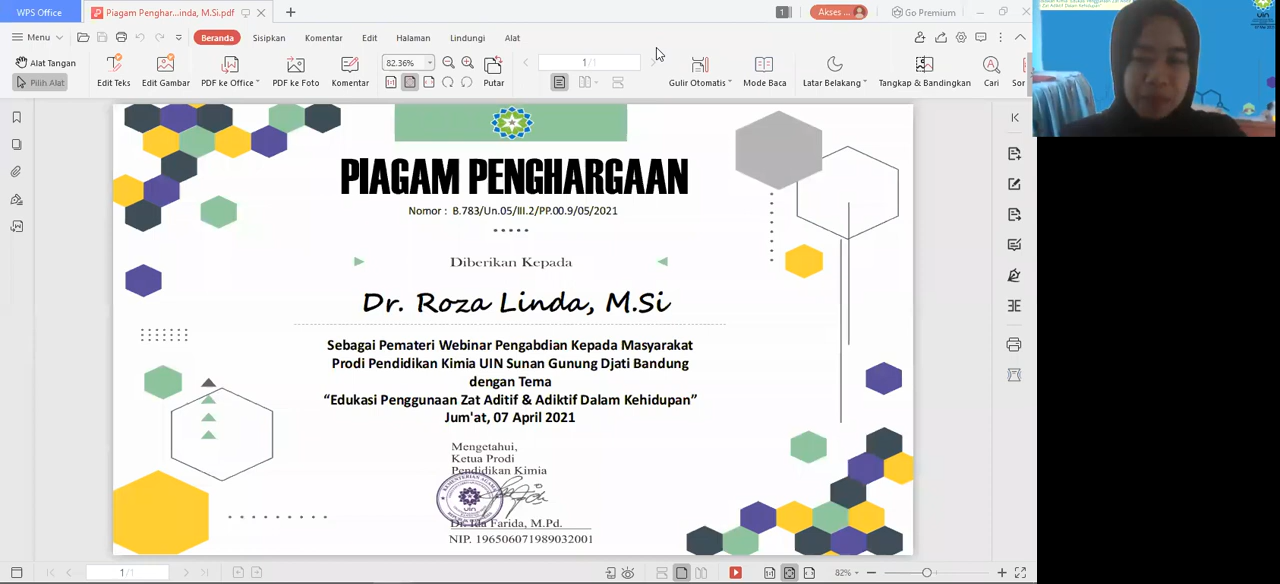 WPS Office
Piagam Penghar...inda, M.Si.pdf
1
Akses ...
Go Premium
Menu
Beranda
Sisipkan
Komentar
Edit
Halaman
Lindungi
Alat
Alat Tangan
Pilih Alat
Edit Teks
Edit Gambar
PDF ke Office
PDF ke Foto
Komentar
82.36%
Putar
1/1
Gulir Otomatis
Mode Baca
Latar Belakang
Tangkap & Bandingkan
Cari
Sor
PIAGAM PENGHARGAAN
Nomor : B.783/Un.05/III.2/PP.00.9/05/2021
Diberikan Kepada
Dr. Roza Linda, M.Si
Sebagai Pemateri Webinar Pengabdian Kepada Masyarakat
Prodi Pendidikan Kimia UIN Sunan Gunung Djati Bandung
dengan Tema
“Edukasi Penggunaan Zat Aditif & Adiktif Dalam Kehidupan”
Jum'at, 07 April 2021
Mengetahui,
Ketua Prodi
Pendidikan Kimia
Dr. Ida Farida, M.Pd.
NIP. 196506071989032001
1/1
82%